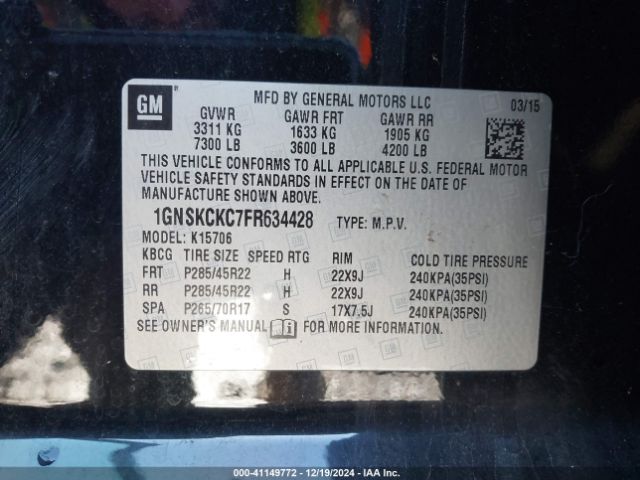 GM
MFD BY GENERAL MOTORS LLC 03/15
GVWR GAWR FRT GAWR RR
3311 KG 1633 KG 1905 KG
7300 LB 3600 LB 4200 LB
THIS VEHICLE CONFORMS TO ALL APPLICABLE U.S. FEDERAL MOTOR
VEHICLE SAFETY STANDARDS IN EFFECT ON THE DATE OF
MANUFACTURE SHOWN ABOVE.
1GNSKCKC7FR634428 TYPE: M.P.V.
MODEL: K15706
KBCG TIRE SIZE SPEED RTG RIM COLD TIRE PRESSURE
FRT P285/45R22 H 22X9J 240KPA(35PSI)
RR P285/45R22 H 22X9J 240KPA(35PSI)
SPA P265/70R17 S 17X7.5J 240KPA(35PSI)
SEE OWNER'S MANUAL FOR MORE INFORMATION.
000-41149772 - 12/19/2024 - IAA Inc.